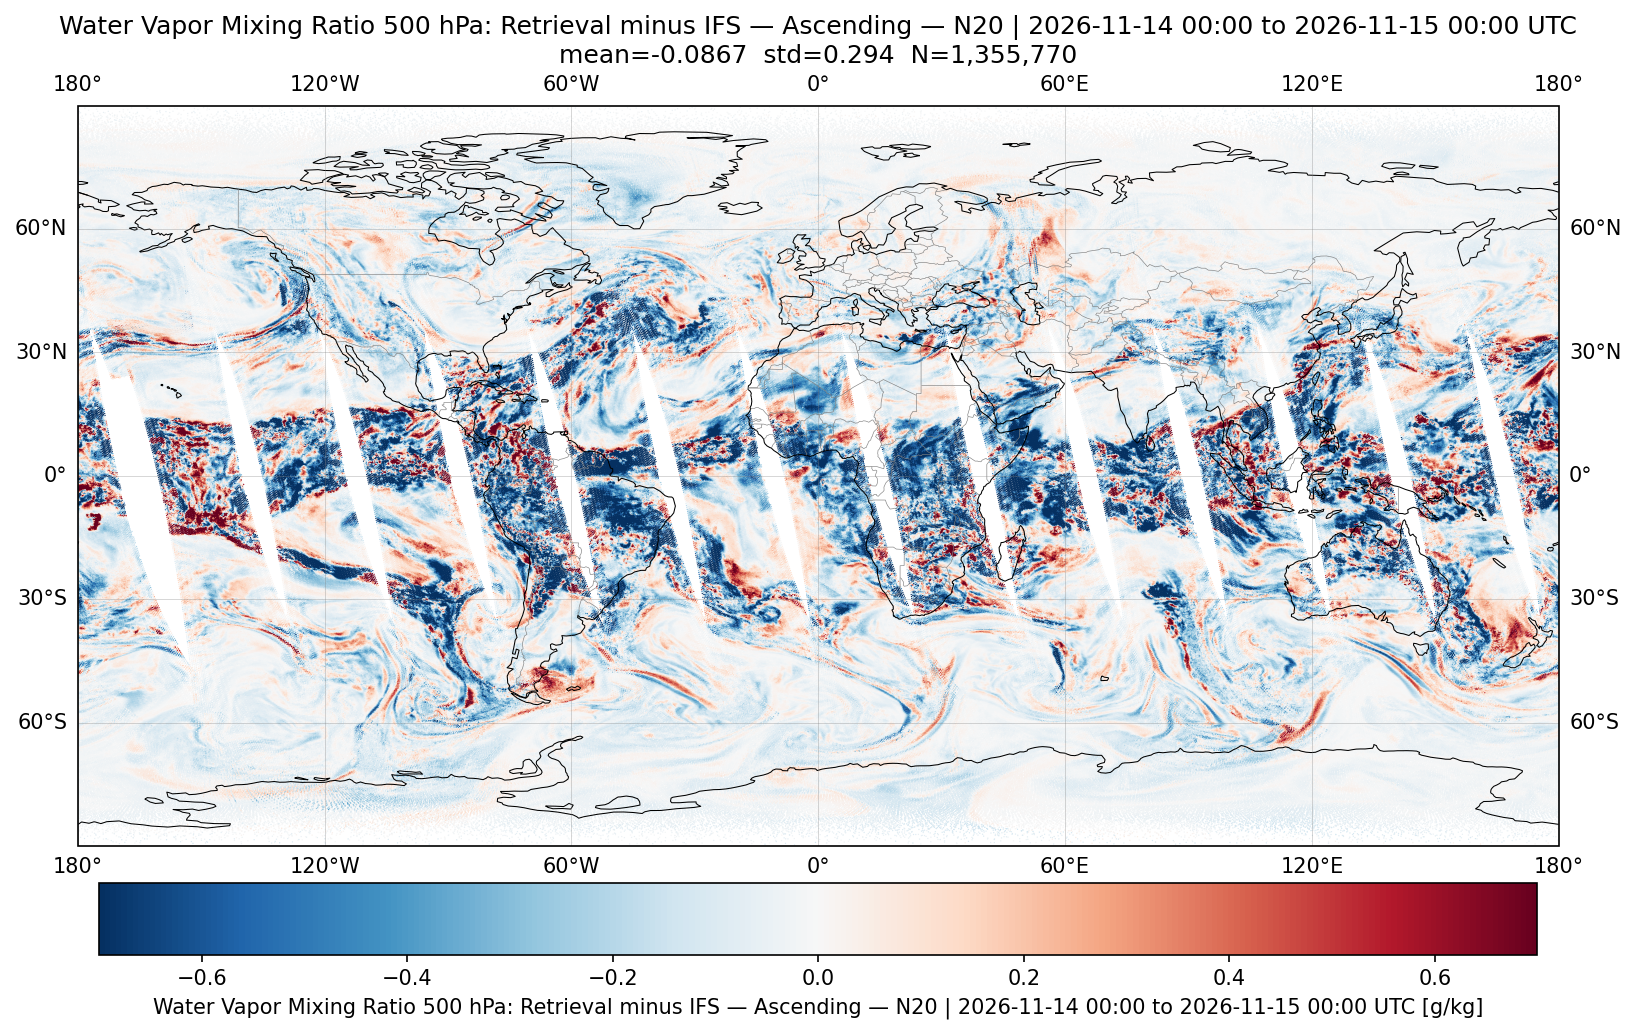 Water Vapor Mixing Ratio 500 hPa: Retrieval minus IFS — Ascending — N20 | 2026-11-14 00:00 to 2026-11-15 00:00 UTC
mean=-0.0867 std=0.294 N=1,355,770
180° 120°W 60°W 0° 60°E 120°E 180°
60°N 60°N
30°N 30°N
0° 0°
30°S 30°S
60°S 60°S
180° 120°W 60°W 0° 60°E 120°E 180°
−0.6 −0.4 −0.2 0.0 0.2 0.4 0.6
Water Vapor Mixing Ratio 500 hPa: Retrieval minus IFS — Ascending — N20 | 2026-11-14 00:00 to 2026-11-15 00:00 UTC [g/kg]